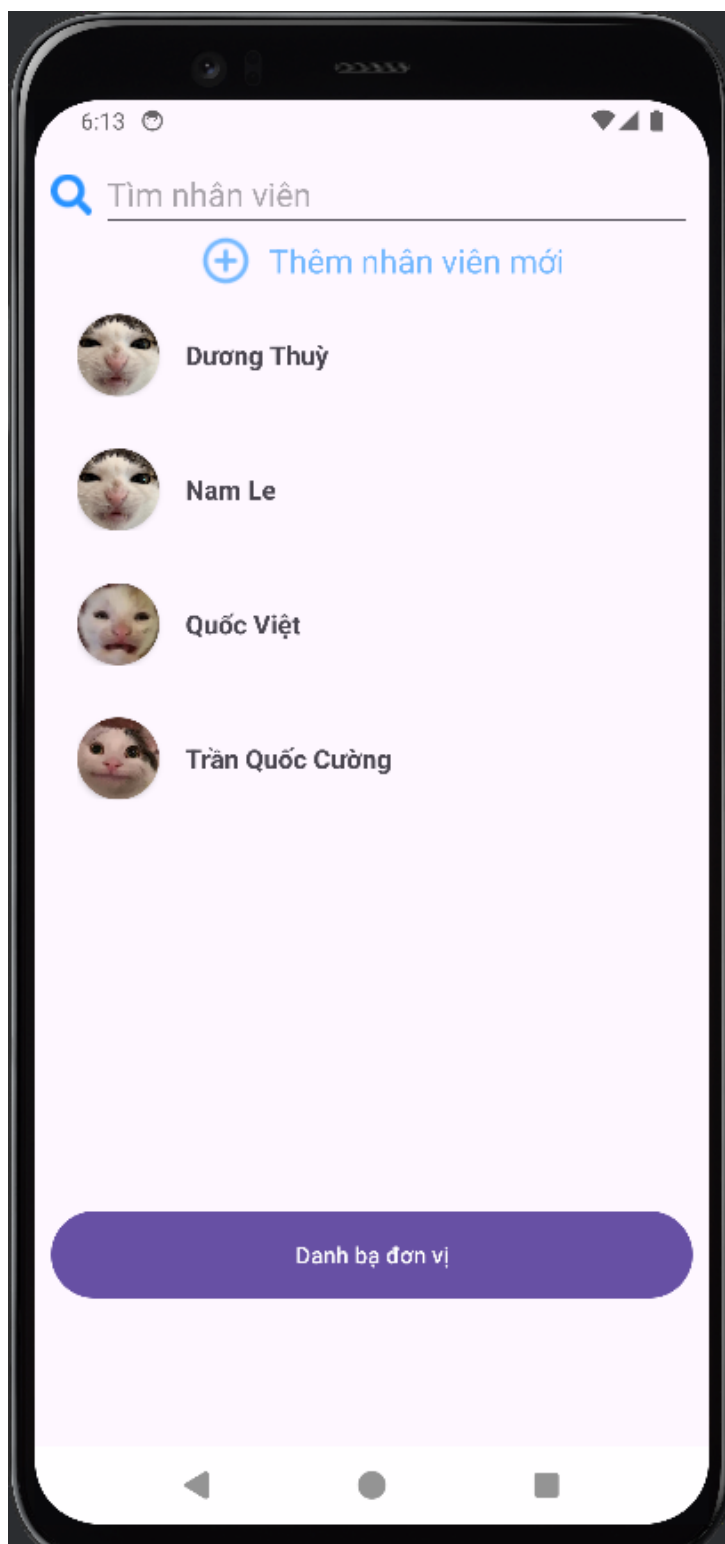 6:13
Tìm nhân viên
Thêm nhân viên mới
Dương Thuỳ
Nam Le
Quốc Việt
Trần Quốc Cường
Danh bạ đơn vị